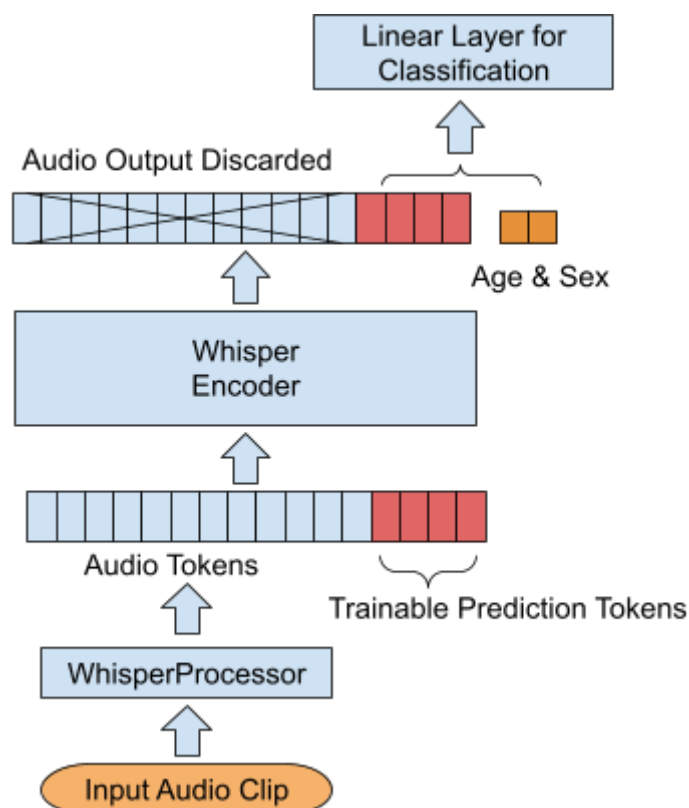 Linear Layer for
Classification
Audio Output Discarded
Age & Sex
Whisper
Encoder
Audio Tokens
Trainable Prediction Tokens
WhisperProcessor
Input Audio Clip